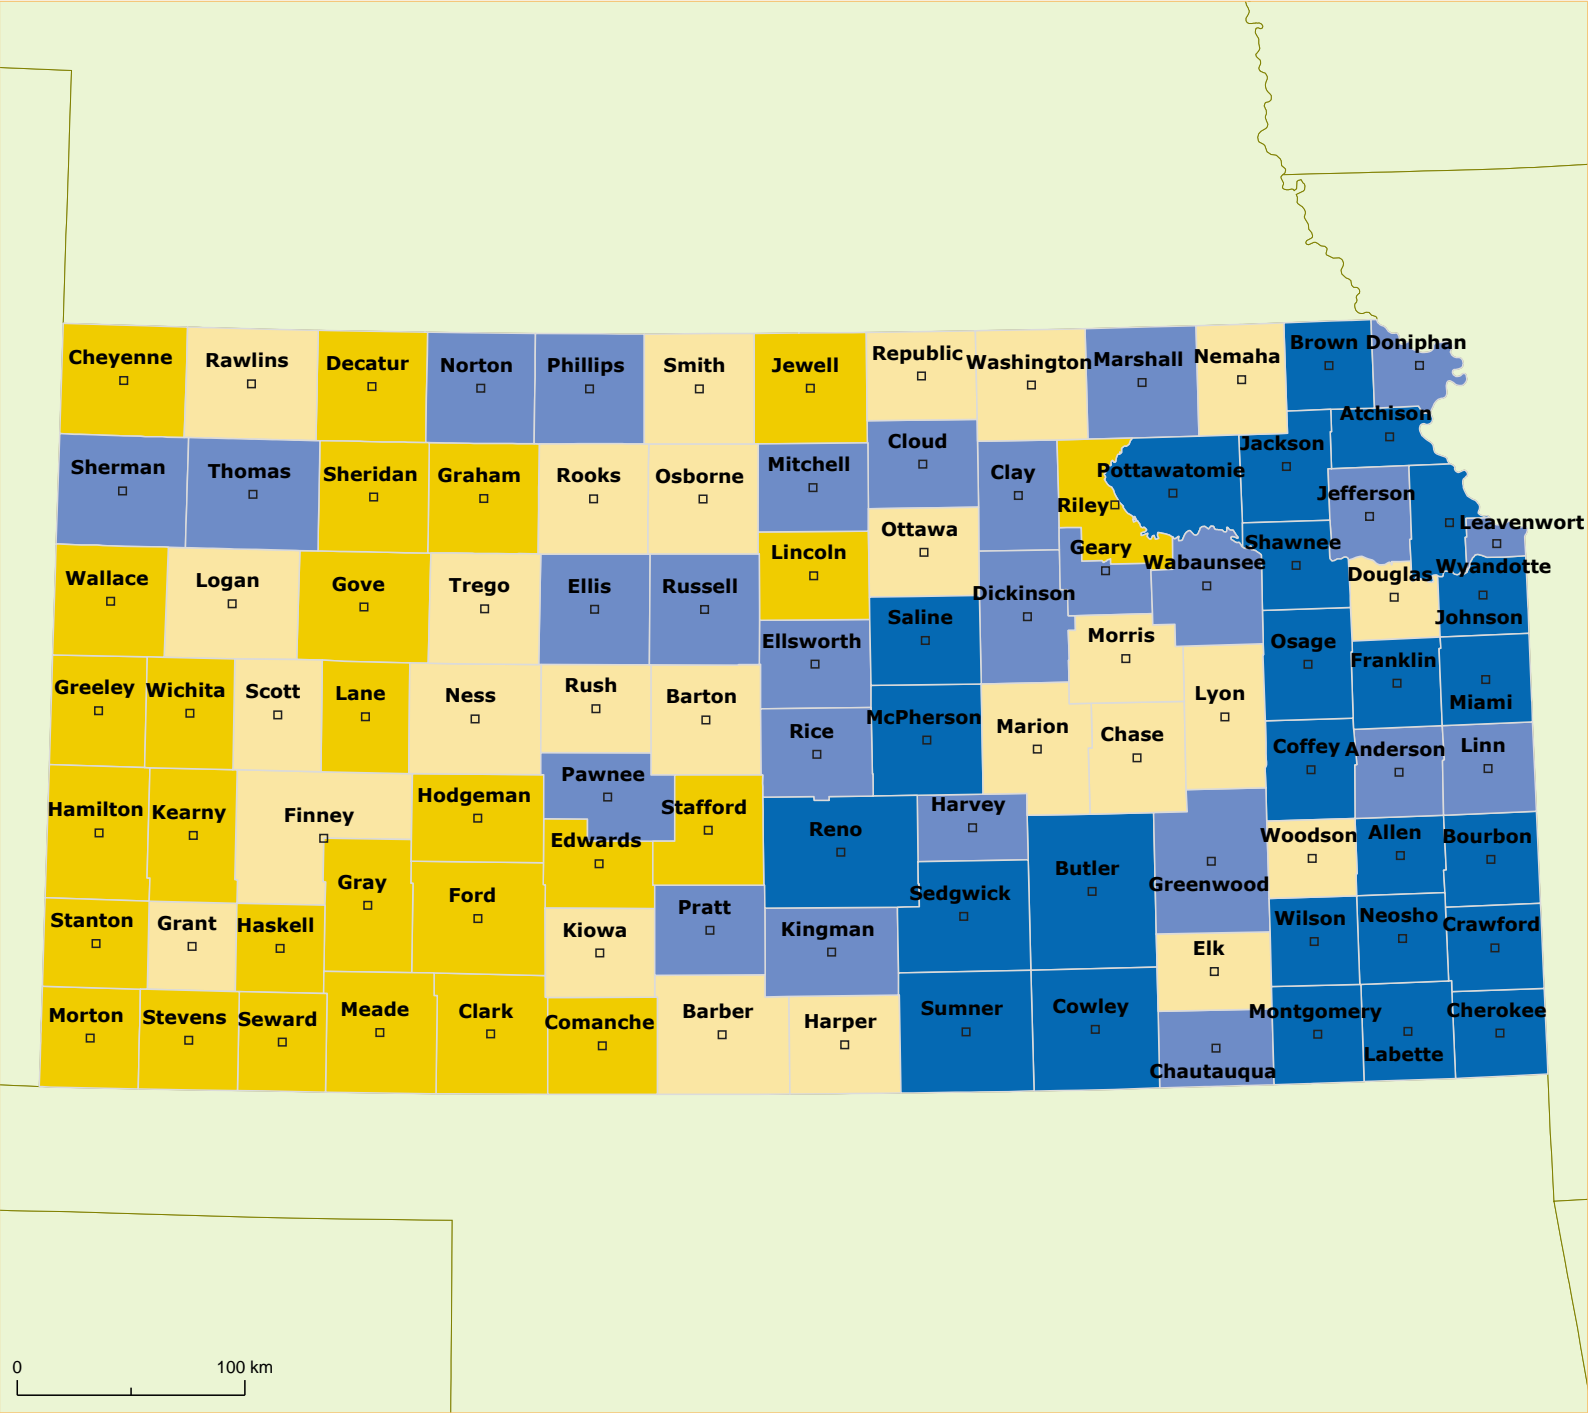 Cheyenne
Rawlins
Decatur
Norton
Phillips
Smith
Jewell
Republic
Washington
Marshall
Nemaha
Brown
Doniphan
Atchison
Sherman
Thomas
Sheridan
Graham
Rooks
Osborne
Mitchell
Cloud
Clay
Riley
Pottawatomie
Jackson
Jefferson
Leavenwort
Wyandotte
Wallace
Logan
Gove
Trego
Ellis
Russell
Lincoln
Ottawa
Dickinson
Geary
Wabaunsee
Shawnee
Douglas
Johnson
Greeley
Wichita
Scott
Lane
Ness
Rush
Barton
Ellsworth
Saline
Morris
Lyon
Osage
Franklin
Miami
Rice
McPherson
Marion
Chase
Coffey
Anderson
Linn
Hamilton
Kearny
Finney
Hodgeman
Pawnee
Stafford
Edwards
Reno
Harvey
Butler
Greenwood
Woodson
Allen
Bourbon
Gray
Ford
Kiowa
Pratt
Kingman
Sedgwick
Elk
Wilson
Neosho
Crawford
Stanton
Grant
Haskell
Morton
Stevens
Seward
Meade
Clark
Comanche
Barber
Harper
Sumner
Cowley
Chautauqua
Montgomery
Labette
Cherokee
0 100 km